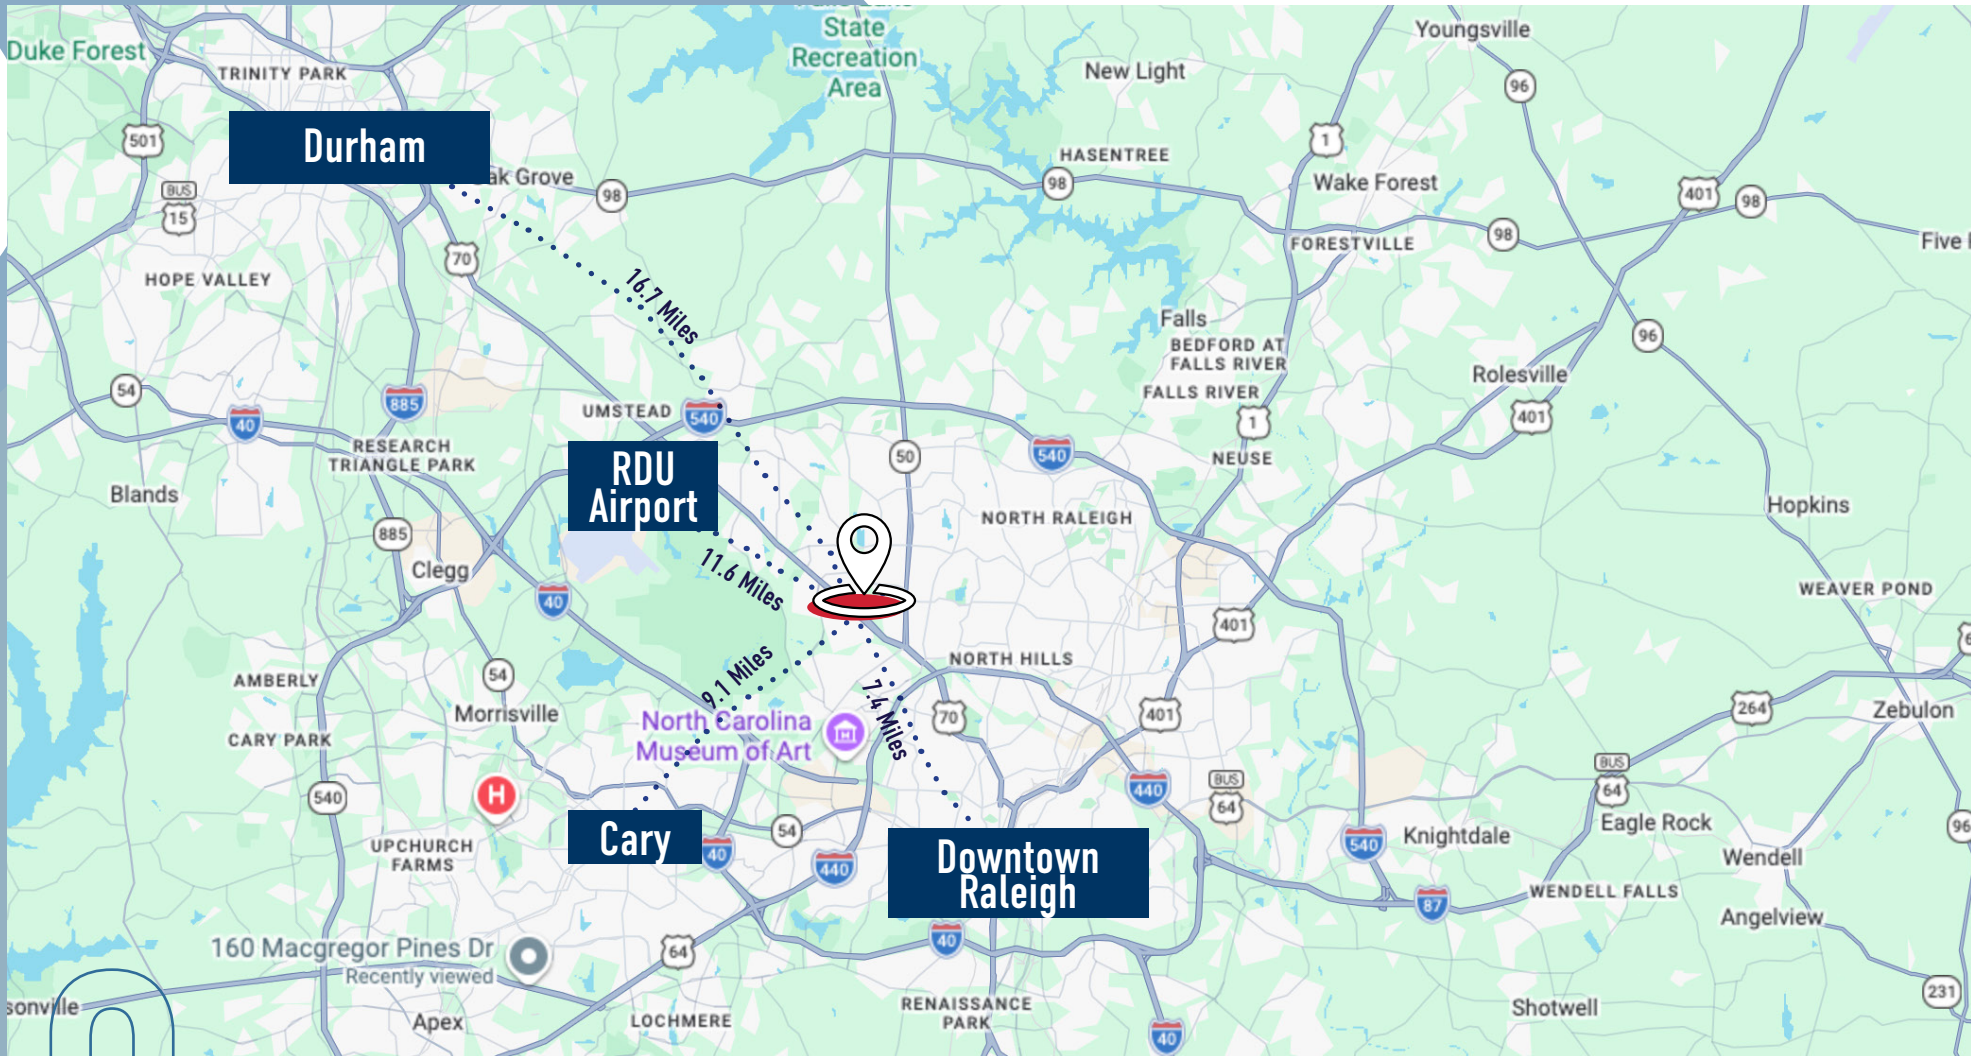 State
Recreation
Area
Youngsville
Duke Forest
TRINITY PARK
New Light
96
501
1
Durham
HASENTREE
Grove
98
98
Wake Forest
401
98
BUS
15
98
FORESTVILLE
70
HOPE VALLEY
16.7 Miles
Falls
BEDFORD AT
FALLS RIVER
96
FALLS RIVER
Rolesville
54
885
UMSTEAD
540
401
40
1
RESEARCH
TRIANGLE PARK
50
540
NEUSE
RDU
Airport
Blands
Hopkins
NORTH RALEIGH
885
11.6 Miles
Clegg
WEAVER POND
40
401
9.1 Miles
NORTH HILLS
54
AMBERLY
7.4 Miles
Morrisville
North Carolina
Museum of Art
70
401
264
Zebulon
CARY PARK
540
H
440
BUS
64
BUS
64
Cary
54
40
440
UPCHURCH
FARMS
Downtown
Raleigh
540
Knightdale
Eagle Rock
96
Wendell
87
WENDELL FALLS
Angelview
160 Macgregor Pines Dr
Recently viewed
64
40
sonville
Apex
LOCHMERE
RENAISSANCE
PARK
40
Shotwell
231